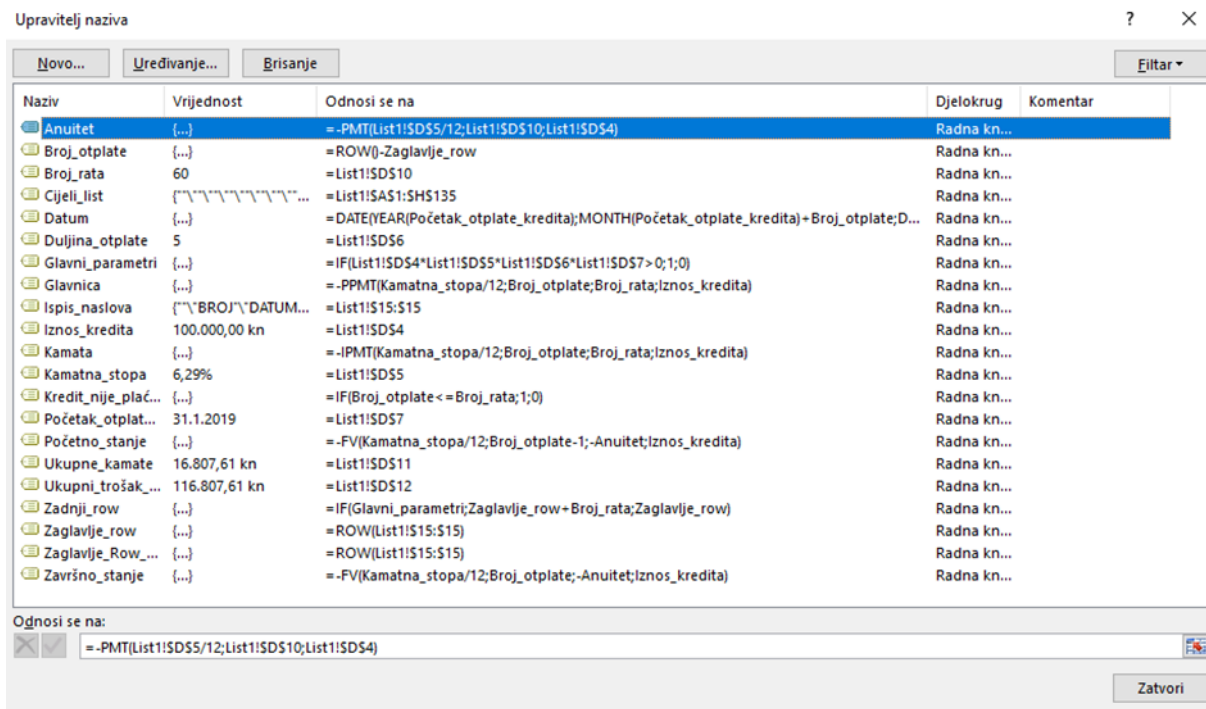 Upravitelj naziva ? ×
Novo... Uređivanje... Brisanje Filtar
Naziv Vrijednost Odnosi se na Djelokrug Komentar
Anuitet {...} =-PMT(List1!$D$5/12;List1!$D$10;List1!$D$4) Radna kn...
Broj_otplate {...} =ROW()-Zaglavlje_row Radna kn...
Broj_rata 60 =List1!$D$10 Radna kn...
Cijeli_list {""\""\""\""\""\""\""\""... =List1!$A$1:$H$135 Radna kn...
Datum {...} =DATE(YEAR(Početak_otplate_kredita);MONTH(Početak_otplate_kredita)+Broj_otplate;D... Radna kn...
Duljina_otplate 5 =List1!$D$6 Radna kn...
Glavni_parametri {...} =IF(List1!$D$4*List1!$D$5*List1!$D$6*List1!$D$7>0;1;0) Radna kn...
Glavnica {...} =-PPMT(Kamatna_stopa/12;Broj_otplate;Broj_rata;Iznos_kredita) Radna kn...
Ispis_naslova {""\"BROJ"\"DATUM... =List1!$15:$15 Radna kn...
Iznos_kredita 100.000,00 kn =List1!$D$4 Radna kn...
Kamata {...} =-IPMT(Kamatna_stopa/12;Broj_otplate;Broj_rata;Iznos_kredita) Radna kn...
Kamatna_stopa 6,29% =List1!$D$5 Radna kn...
Kredit_nije_plać... {...} =IF(Broj_otplate<=Broj_rata;1;0) Radna kn...
Početak_otplat... 31.1.2019 =List1!$D$7 Radna kn...
Početno_stanje {...} =-FV(Kamatna_stopa/12;Broj_otplate-1;-Anuitet;Iznos_kredita) Radna kn...
Ukupne_kamate 16.807,61 kn =List1!$D$11 Radna kn...
Ukupni_trošak_... 116.807,61 kn =List1!$D$12 Radna kn...
Zadnji_row {...} =IF(Glavni_parametri;Zaglavlje_row+Broj_rata;Zaglavlje_row) Radna kn...
Zaglavlje_row {...} =ROW(List1!$15:$15) Radna kn...
Zaglavlje_Row_... {...} =ROW(List1!$15:$15) Radna kn...
Završno_stanje {...} =-FV(Kamatna_stopa/12;Broj_otplate;-Anuitet;Iznos_kredita) Radna kn...
Odnosi se na:
=-PMT(List1!$D$5/12;List1!$D$10;List1!$D$4)
Zatvori